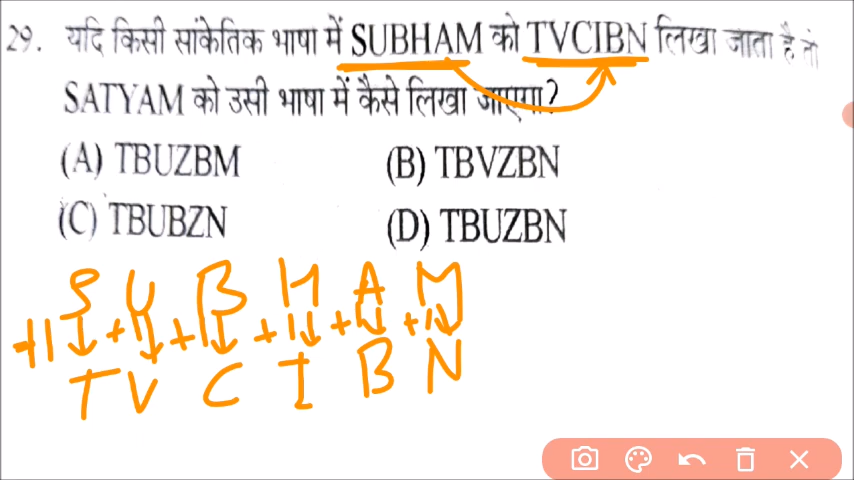 29. यदि किसी सांकेतिक भाषा में SUBHAM को TVCIBN लिखा जाता है तो
SATYAM को उसी भाषा में कैसे लिखा जाएगा?
(A) TBUZBM (B) TBVZBN
(C) TBUBZN (D) TBUZBN
S U B H A M
+1 +1 +1 +1 +1 +1
T V C I B N